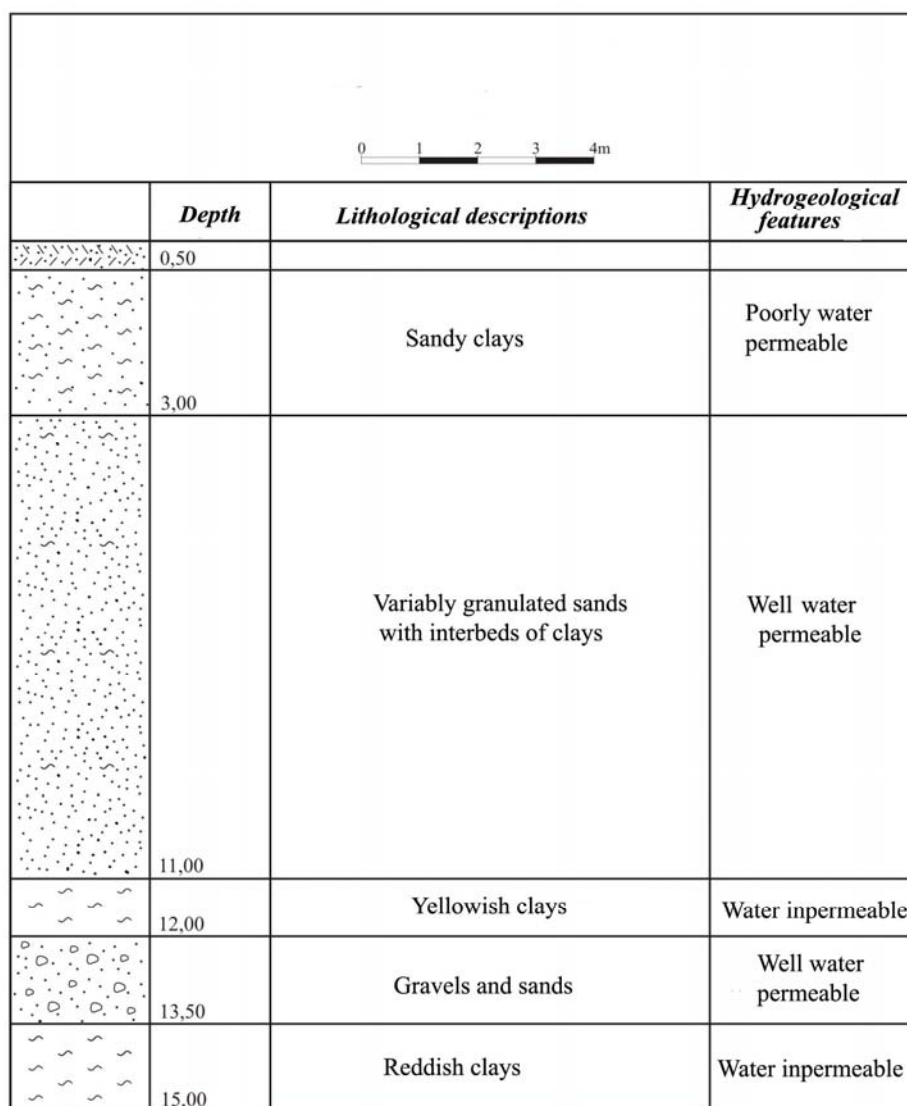 0 1 2 3 4m
Depth
Lithological descriptions
Hydrogeological
features
0,50
Sandy clays
Poorly water
permeable
3,00
Variably granulated sands
with interbeds of clays
Well water
permeable
11,00
Yellowish clays
Water inpermeable
12,00
Gravels and sands
Well water
permeable
13,50
Reddish clays
Water inpermeable
15,00